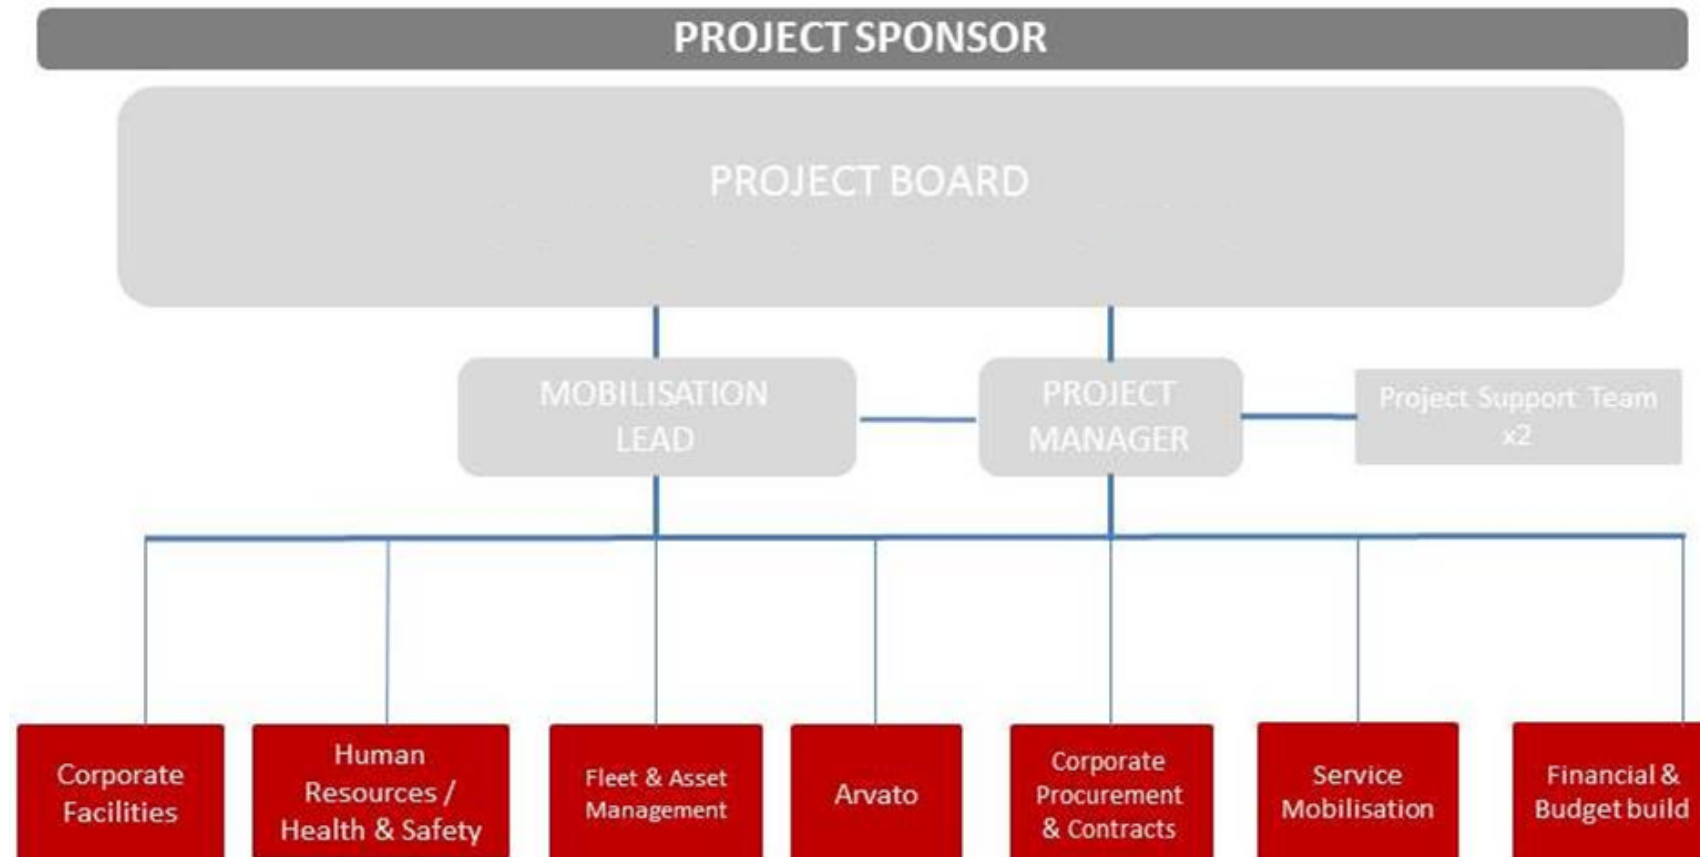 PROJECT SPONSOR
PROJECT BOARD
MOBILISATION
LEAD
PROJECT
MANAGER
Project Support Team
x2
Corporate
Facilities
Human
Resources /
Health & Safety
Fleet & Asset
Management
Arvato
Corporate
Procurement
& Contracts
Service
Mobilisation
Financial &
Budget build